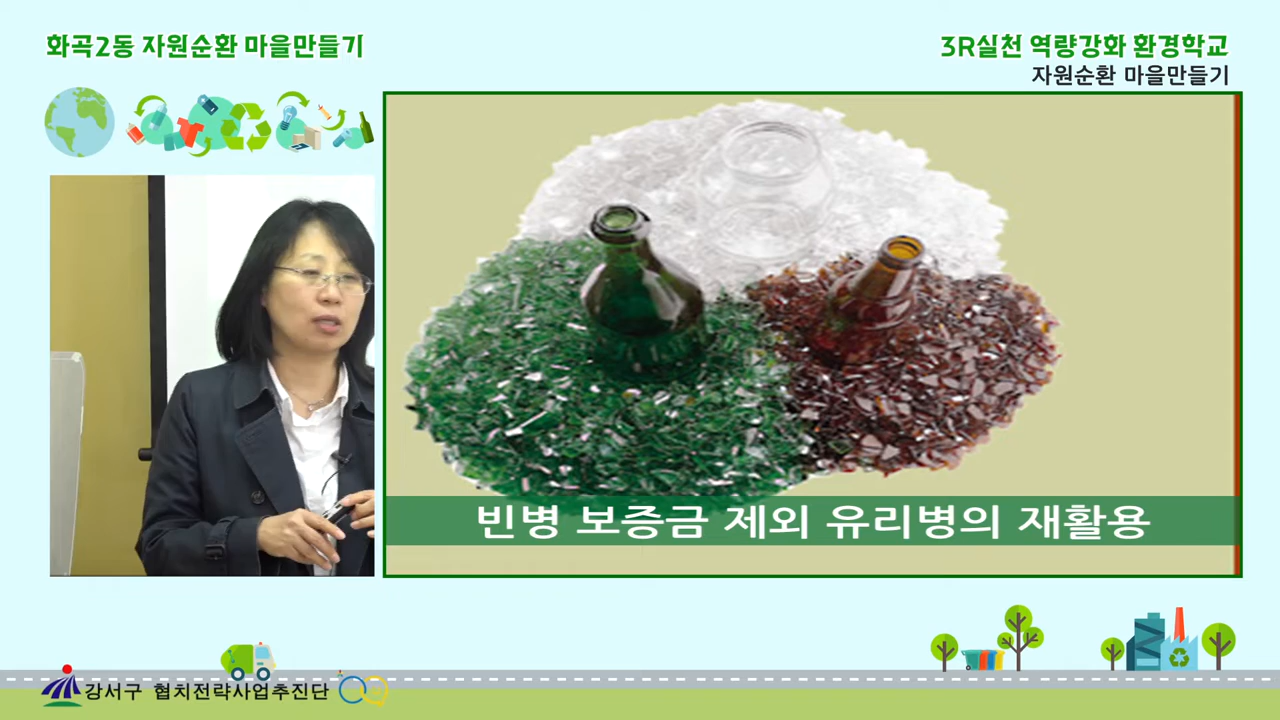 화곡2동 자원순환 마을만들기
3R실천 역량강화 환경학교
자원순환 마을만들기
빈병 보증금 제외 유리병의 재활용
강서구 협치전략사업추진단